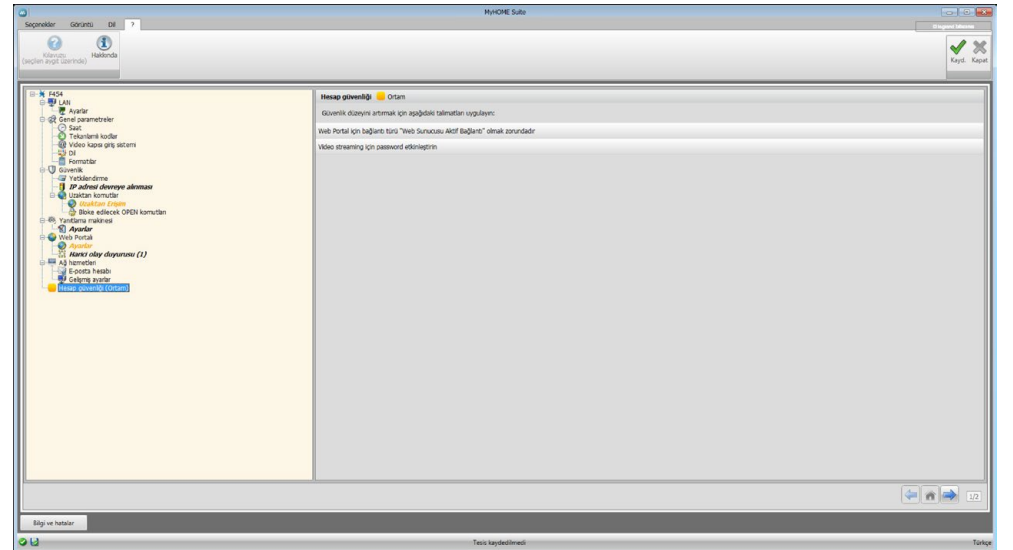 MyHOME Suite
Seçenekler Görüntü Dil ?
Kılavuzu Hakkında
(seçilen aygıt üzerinde)
Kayd. Kapat
F454
LAN
Ayarlar
Genel parametreler
Saat
Tekanlamlı kodlar
Video kapısı giriş sistemi
Dil
Formatlar
Güvenlik
Yetkilendirme
IP adresi devreye alınması
Uzaktan komutlar
Uzaktan Erişim
Bloke edilecek OPEN komutları
Yanıtlama makinesi
Ayarlar
Web Portalı
Ayarlar
Harici olay duyurusu (1)
Ağ hizmetleri
E-posta hesabı
Gelişmiş ayarlar
Hesap güvenliği (Ortam)
Hesap güvenliği Ortam
Güvenlik düzeyini artırmak için aşağıdaki talimatları uygulayın:
Web Portal için bağlantı türü "Web Sunucusu Aktif Bağlantı" olmak zorundadır
Video streaming için password etkinleştirin
1/2
Bilgi ve hatalar
Tesis kaydedilmedi Türkçe